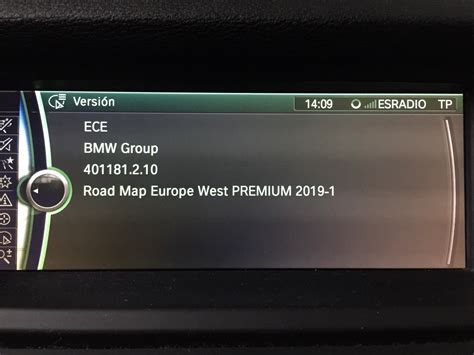 Versión 14:09 ESRADIO TP
ECE
BMW Group
401181.2.10
Road Map Europe West PREMIUM 2019-1